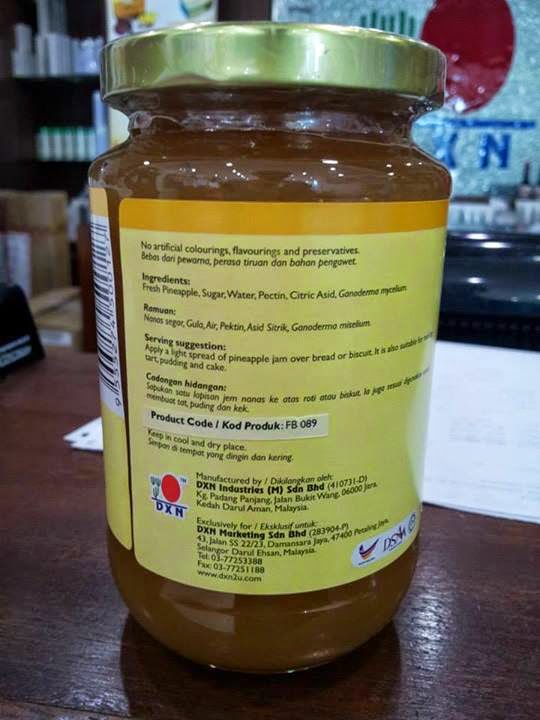 No artificial colourings, flavourings and preservatives.
Bebas dari pewarna, perasa tiruan dan bahan pengawet.
Ingredients:
Fresh Pineapple, Sugar, Water, Pectin, Citric Asid, Ganoderma mycelium
Ramuan:
Nanas segar, Gula, Air, Pektin, Asid Sitrik, Ganoderma miselium.
Serving suggestion:
Apply a light spread of pineapple jam over bread or biscuit. It is also suitable for
tart, pudding and cake.
Cadangan hidangan:
Sapukan satu lapisan jem nanas ke atas roti atau biskut. Ia juga sesuai
membuat tat, puding dan kek.
Product Code / Kod Produk: FB 089
Keep in cool and dry place.
Simpan di tempat yang dingin dan kering.
DXN
TM
Manufactured by / Dikilangkan oleh:
DXN Industries (M) Sdn Bhd (410731-D)
Kg. Padang Panjang, Jalan Bukit Wang, 06000 Jitra,
Kedah Darul Aman, Malaysia.
Exclusively for / Eksklusif untuk:
DXN Marketing Sdn Bhd (283904-P)
43, Jalan SS 22/23, Damansara Jaya, 47400 Petaling Jaya,
Selangor Darul Ehsan, Malaysia.
Tel: 03-77253388
Fax: 03-77251188
www.dxn2u.com
DXN